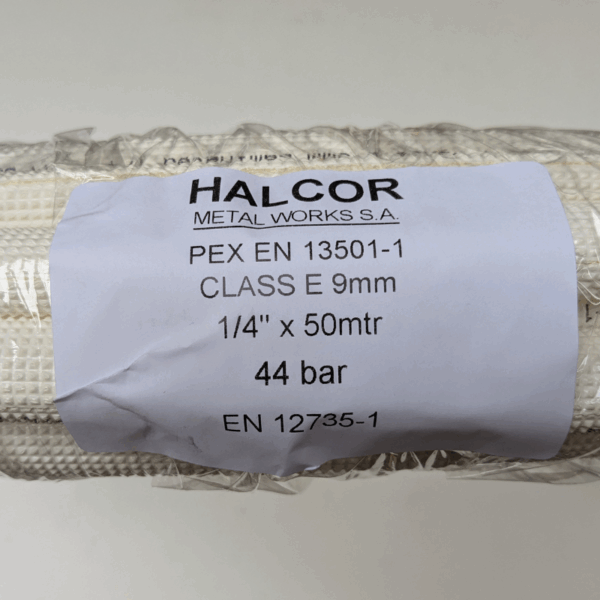 HALCOR
METAL WORKS S.A.
PEX EN 13501-1
CLASS E 9mm
1/4" x 50mtr
44 bar
EN 12735-1